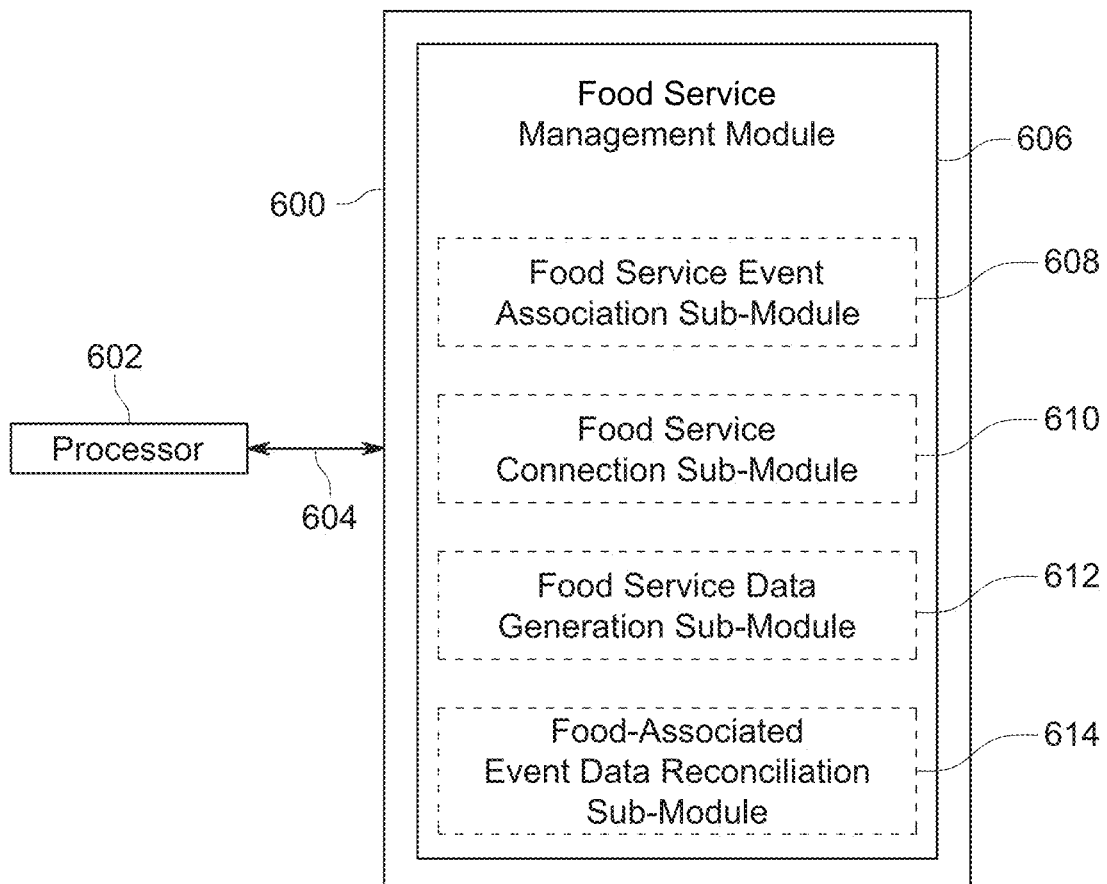 Food Service
Management Module
606
600
Food Service Event
Association Sub-Module
608
602
Processor
604
Food Service
Connection Sub-Module
610
Food Service Data
Generation Sub-Module
612
Food-Associated
Event Data Reconciliation
Sub-Module
614